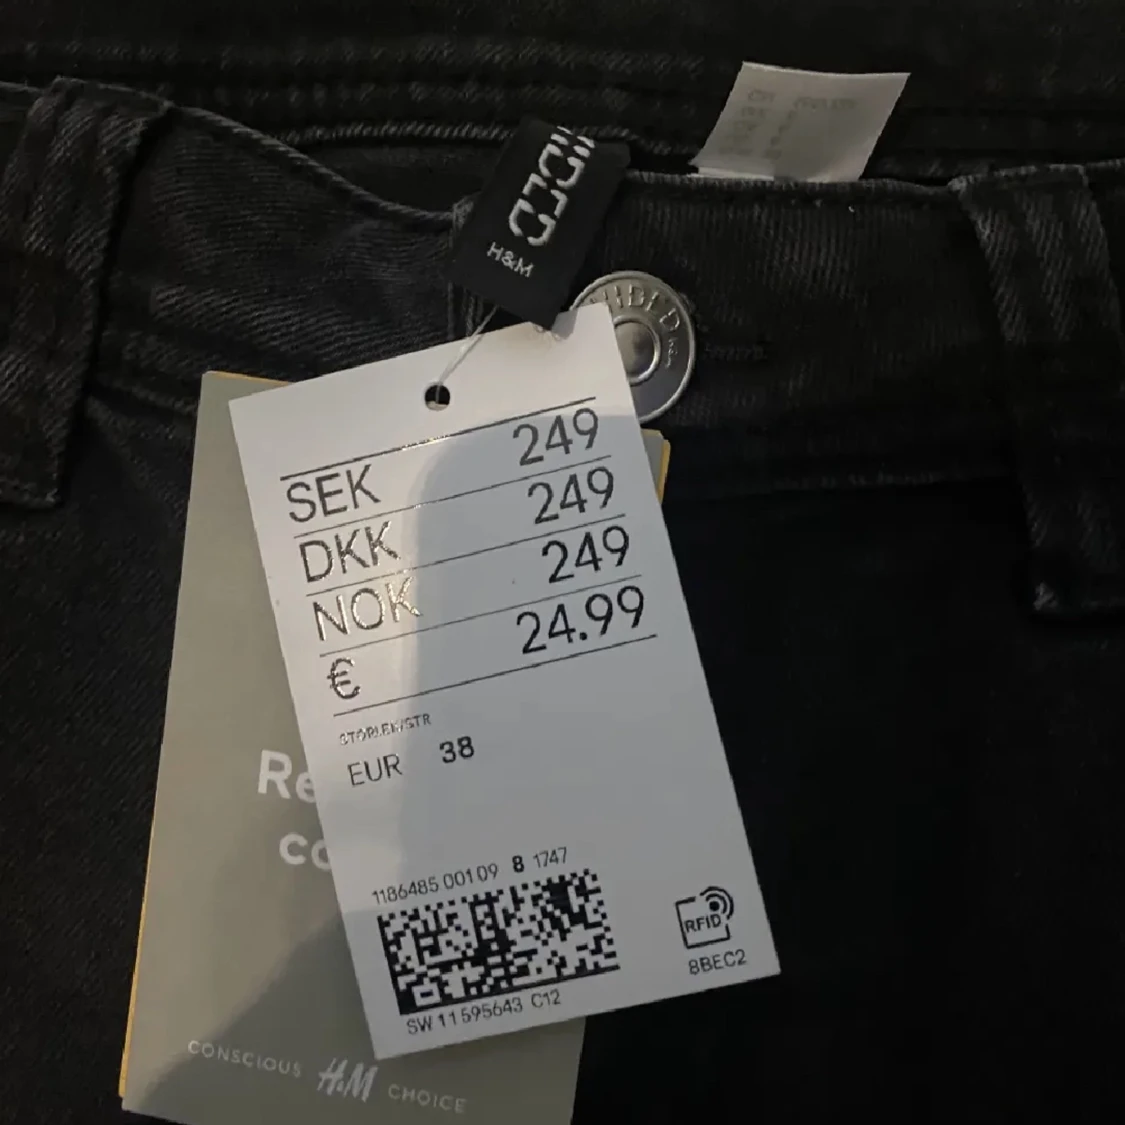 H&M
SEK 249
DKK 249
NOK 249
€ 24.99
STORLEK/STR
EUR 38
1186485 001 09 8 1747
RFID
8BEC2
SW 11595643 C12
Re
co
CONSCIOUS H&M CHOICE